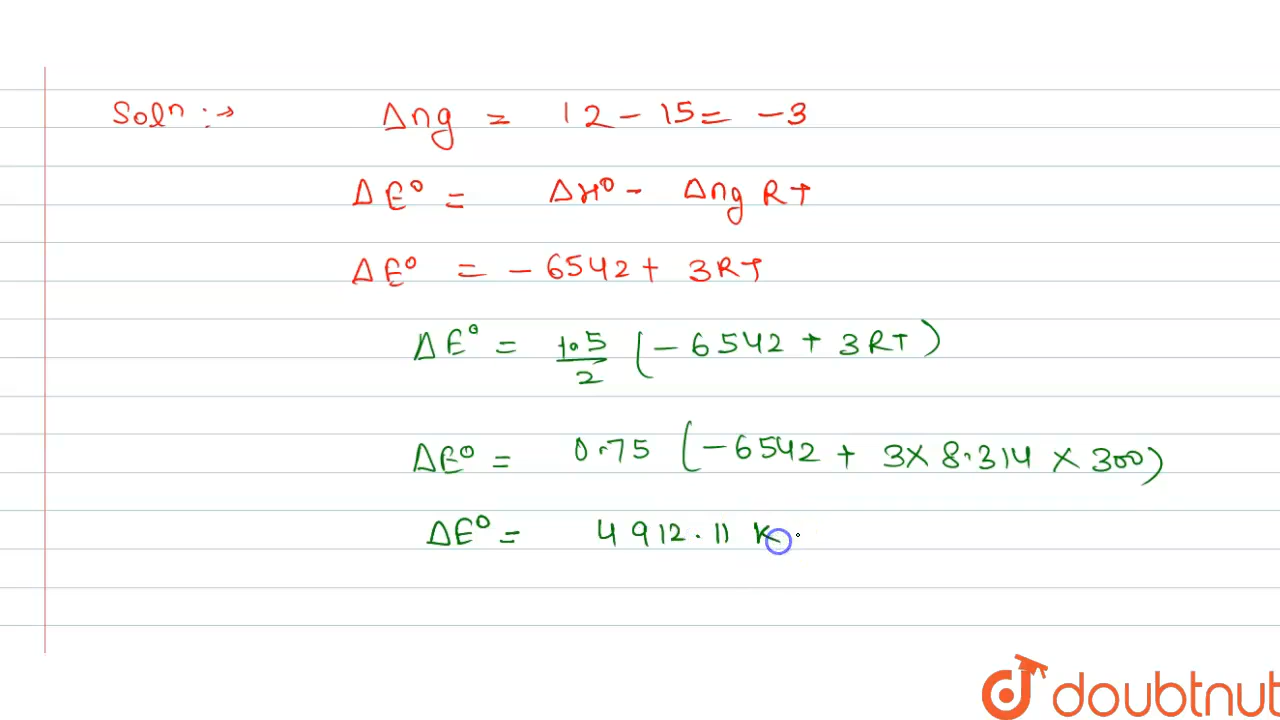 Solⁿ :→ Δng = 12 - 15 = -3
ΔE° = ΔH° - Δng RT
ΔE° = - 6542 + 3RT
ΔE° = 1.5/2 (- 6542 + 3RT)
ΔE° = 0.75 (-6542 + 3 × 8.314 × 300)
ΔE° = 4912.11 K
doubtnut